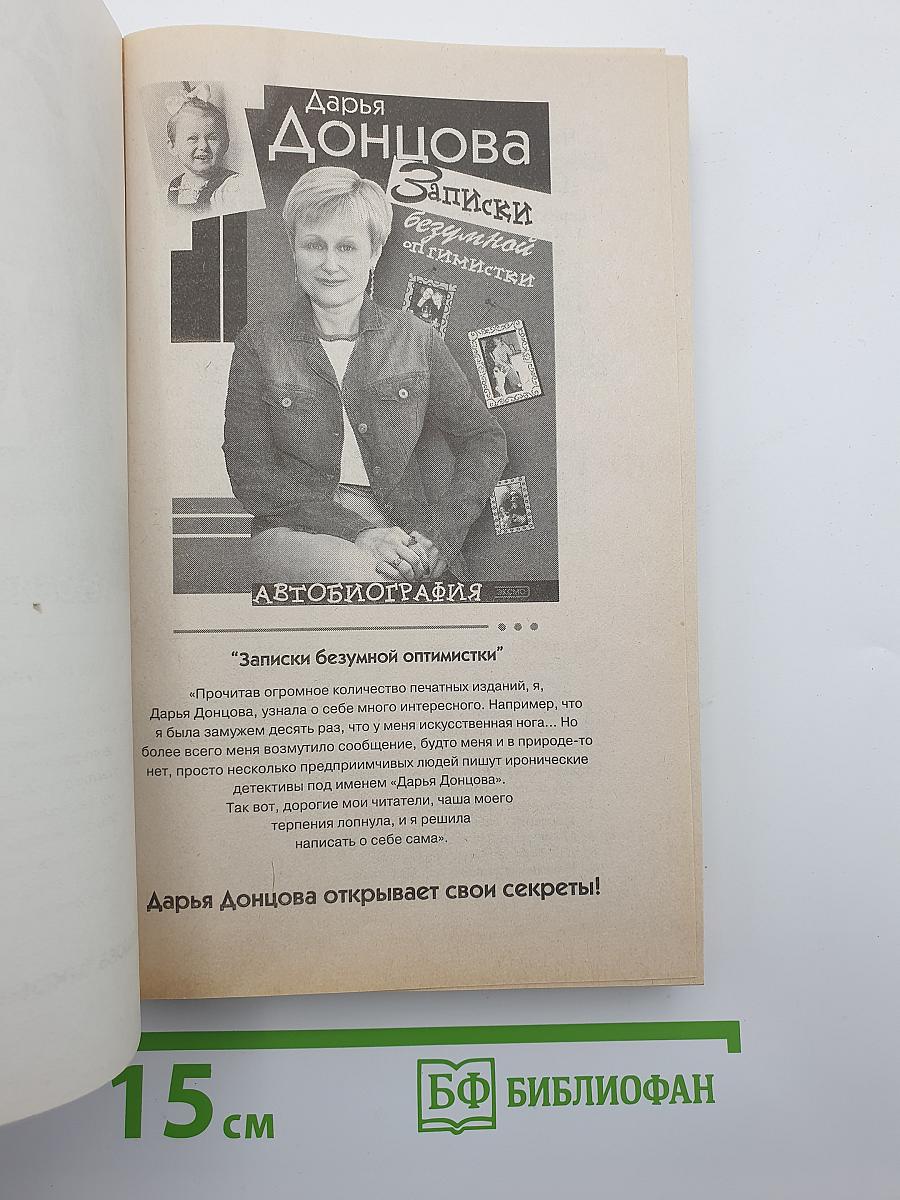 Дарья
Донцова
Записки
безумной
оптимистки
АВТОБИОГРАФИЯ
ЭКСМО
“Записки безумной оптимистки”
«Прочитав огромное количество печатных изданий, я,
Дарья Донцова, узнала о себе много интересного. Например, что
я была замужем десять раз, что у меня искусственная нога... Но
более всего меня возмутило сообщение, будто меня и в природе-то
нет, просто несколько предприимчивых людей пишут иронические
детективы под именем «Дарья Донцова».
Так вот, дорогие мои читатели, чаша моего
терпения лопнула, и я решила
написать о себе сама».
Дарья Донцова открывает свои секреты!
15 см
БФ БИБЛИОФАН